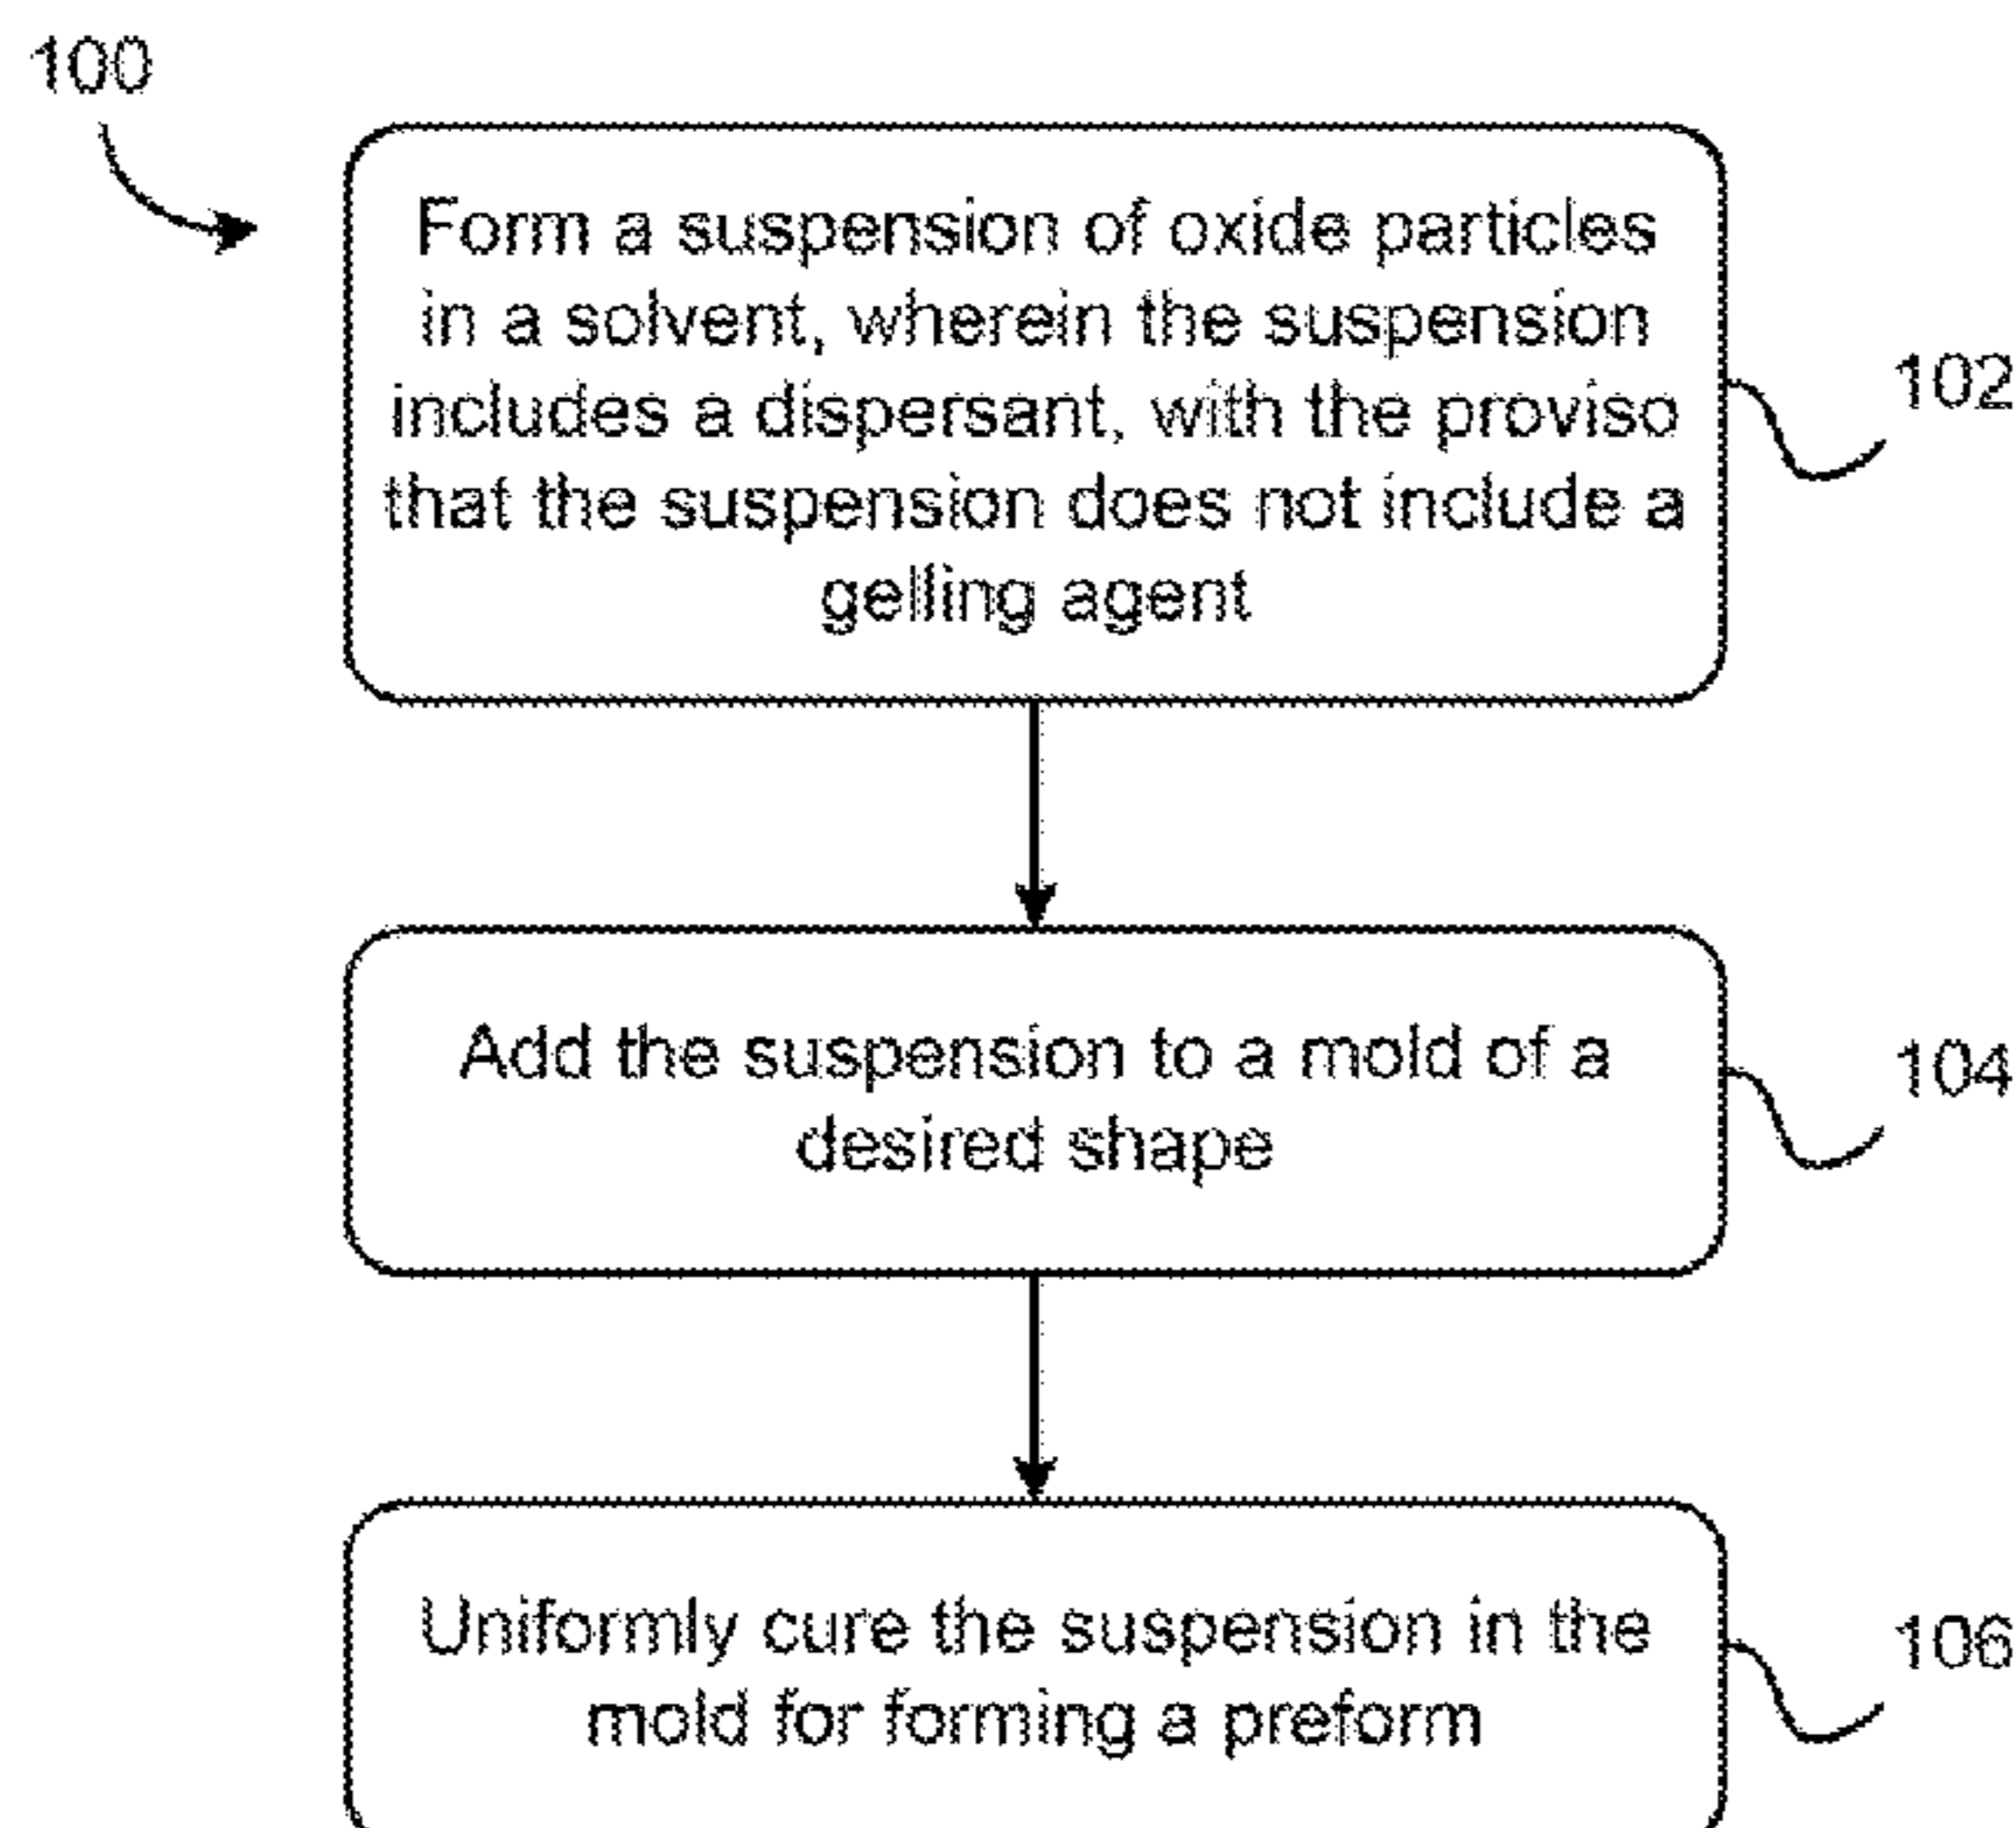 100
Form a suspension of oxide particles
in a solvent, wherein the suspension
includes a dispersant, with the proviso
that the suspension does not include a
gelling agent
102
Add the suspension to a mold of a
desired shape
104
Uniformly cure the suspension in the
mold for forming a preform
106